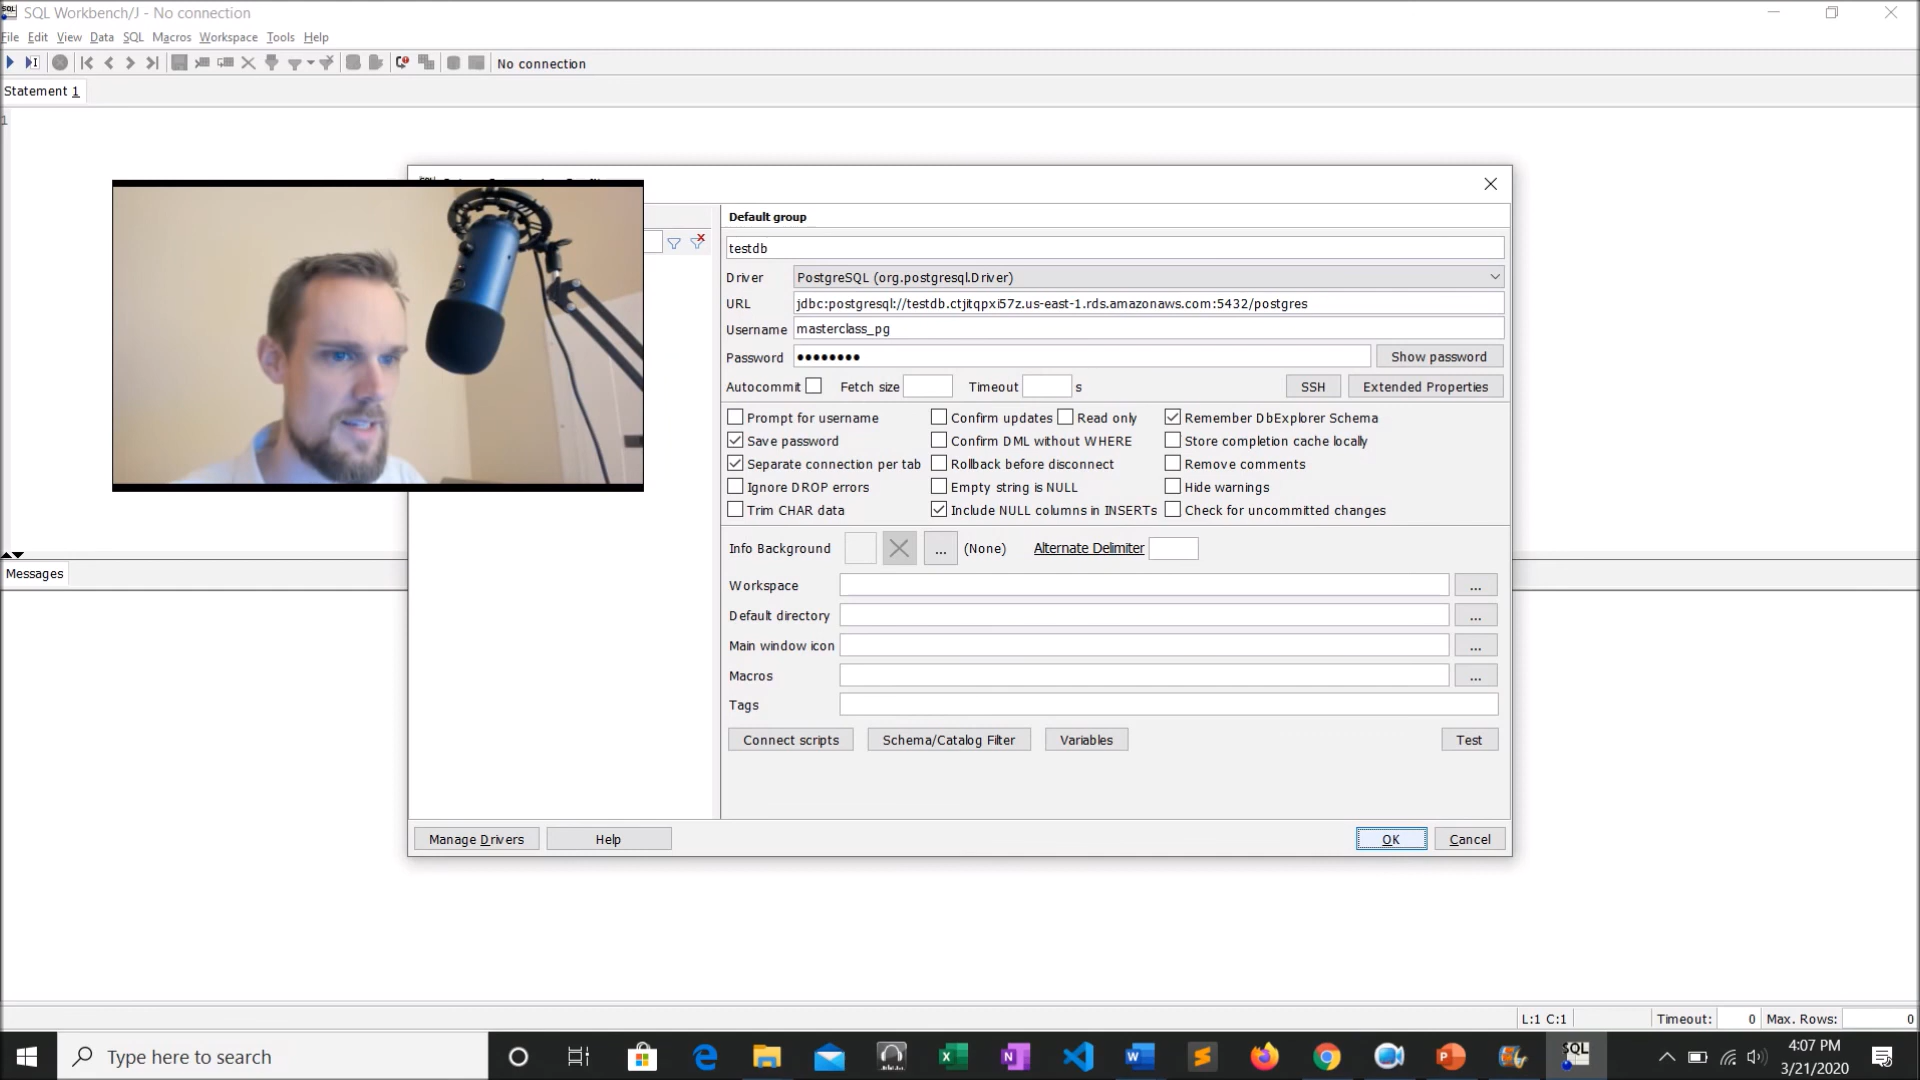 SQL Workbench/J - No connection
File Edit View Data SQL Macros Workspace Tools Help
No connection
Statement 1
1
Default group
testdb
Driver PostgreSQL (org.postgresql.Driver)
URL jdbc:postgresql://testdb.ctjitqpxi57z.us-east-1.rds.amazonaws.com:5432/postgres
Username masterclass_pg
Password •••••••• Show password
Autocommit Fetch size Timeout s SSH Extended Properties
Prompt for username Confirm updates Read only Remember DbExplorer Schema
Save password Confirm DML without WHERE Store completion cache locally
Separate connection per tab Rollback before disconnect Remove comments
Ignore DROP errors Empty string is NULL Hide warnings
Trim CHAR data Include NULL columns in INSERTs Check for uncommitted changes
Info Background ... (None) Alternate Delimiter
Messages
Workspace ...
Default directory ...
Main window icon ...
Macros ...
Tags
Connect scripts Schema/Catalog Filter Variables Test
Manage Drivers Help OK Cancel
L:1 C:1 Timeout: 0 Max. Rows: 0
Type here to search
4:07 PM
3/21/2020